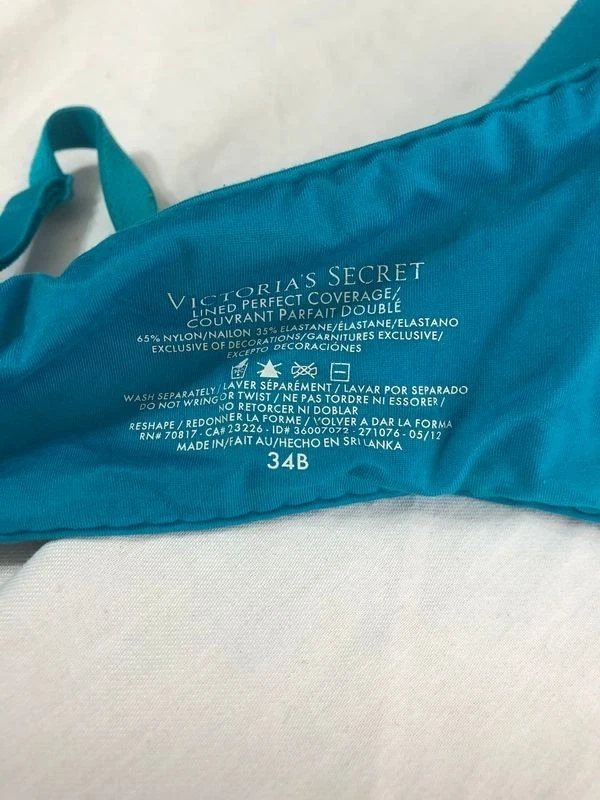 VICTORIA'S SECRET
LINED PERFECT COVERAGE/
COUVRANT PARFAIT DOUBLÉ
65% NYLON/NAILON 35% ELASTANE/ÉLASTANE/ELASTANO
EXCLUSIVE OF DECORATIONS/GARNITURES EXCLUSIVE/
EXCEPTO DECORACIÓNES
WASH SEPARATELY/LAVER SÉPARÉMENT / LAVAR POR SEPARADO
DO NOT WRING OR TWIST / NE PAS TORDRE NI ESSORER/
NO RETORCER NI DOBLAR
RESHAPE / REDONNER LA FORME / VOLVER A DAR LA FORMA
RN# 70817 - CA# 23226 - ID# - 271076 - 05/12
MADE IN/FAIT AU/HECHO EN SRI LANKA
34B